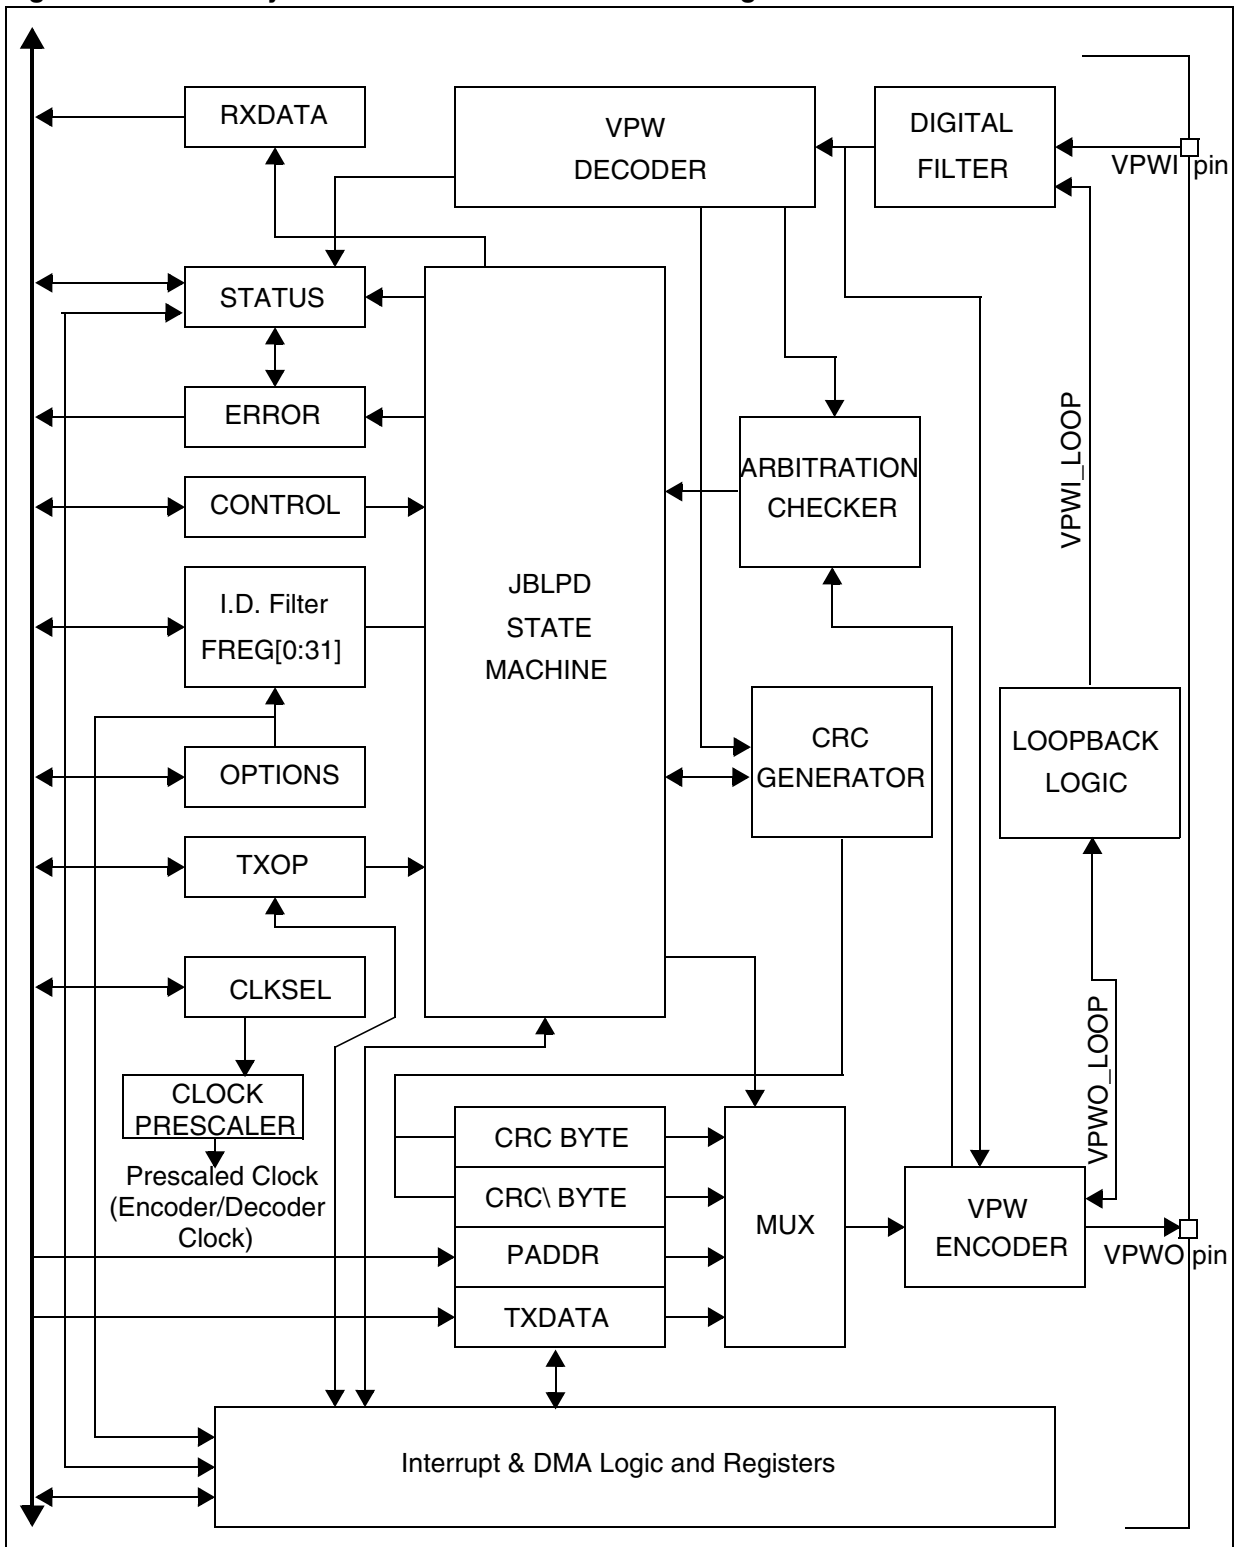 RXDATA
VPW
DECODER
DIGITAL
FILTER
VPWI pin
STATUS
ERROR
CONTROL
I.D. Filter
FREG[0:31]
OPTIONS
TXOP
CLKSEL
CLOCK
PRESCALER
Prescaled Clock
(Encoder/Decoder
Clock)
JBLPD
STATE
MACHINE
ARBITRATION
CHECKER
VPWI_LOOP
CRC
GENERATOR
LOOPBACK
LOGIC
VPWO_LOOP
CRC BYTE
CRC\ BYTE
PADDR
TXDATA
MUX
VPW
ENCODER
VPWO pin
Interrupt & DMA Logic and Registers